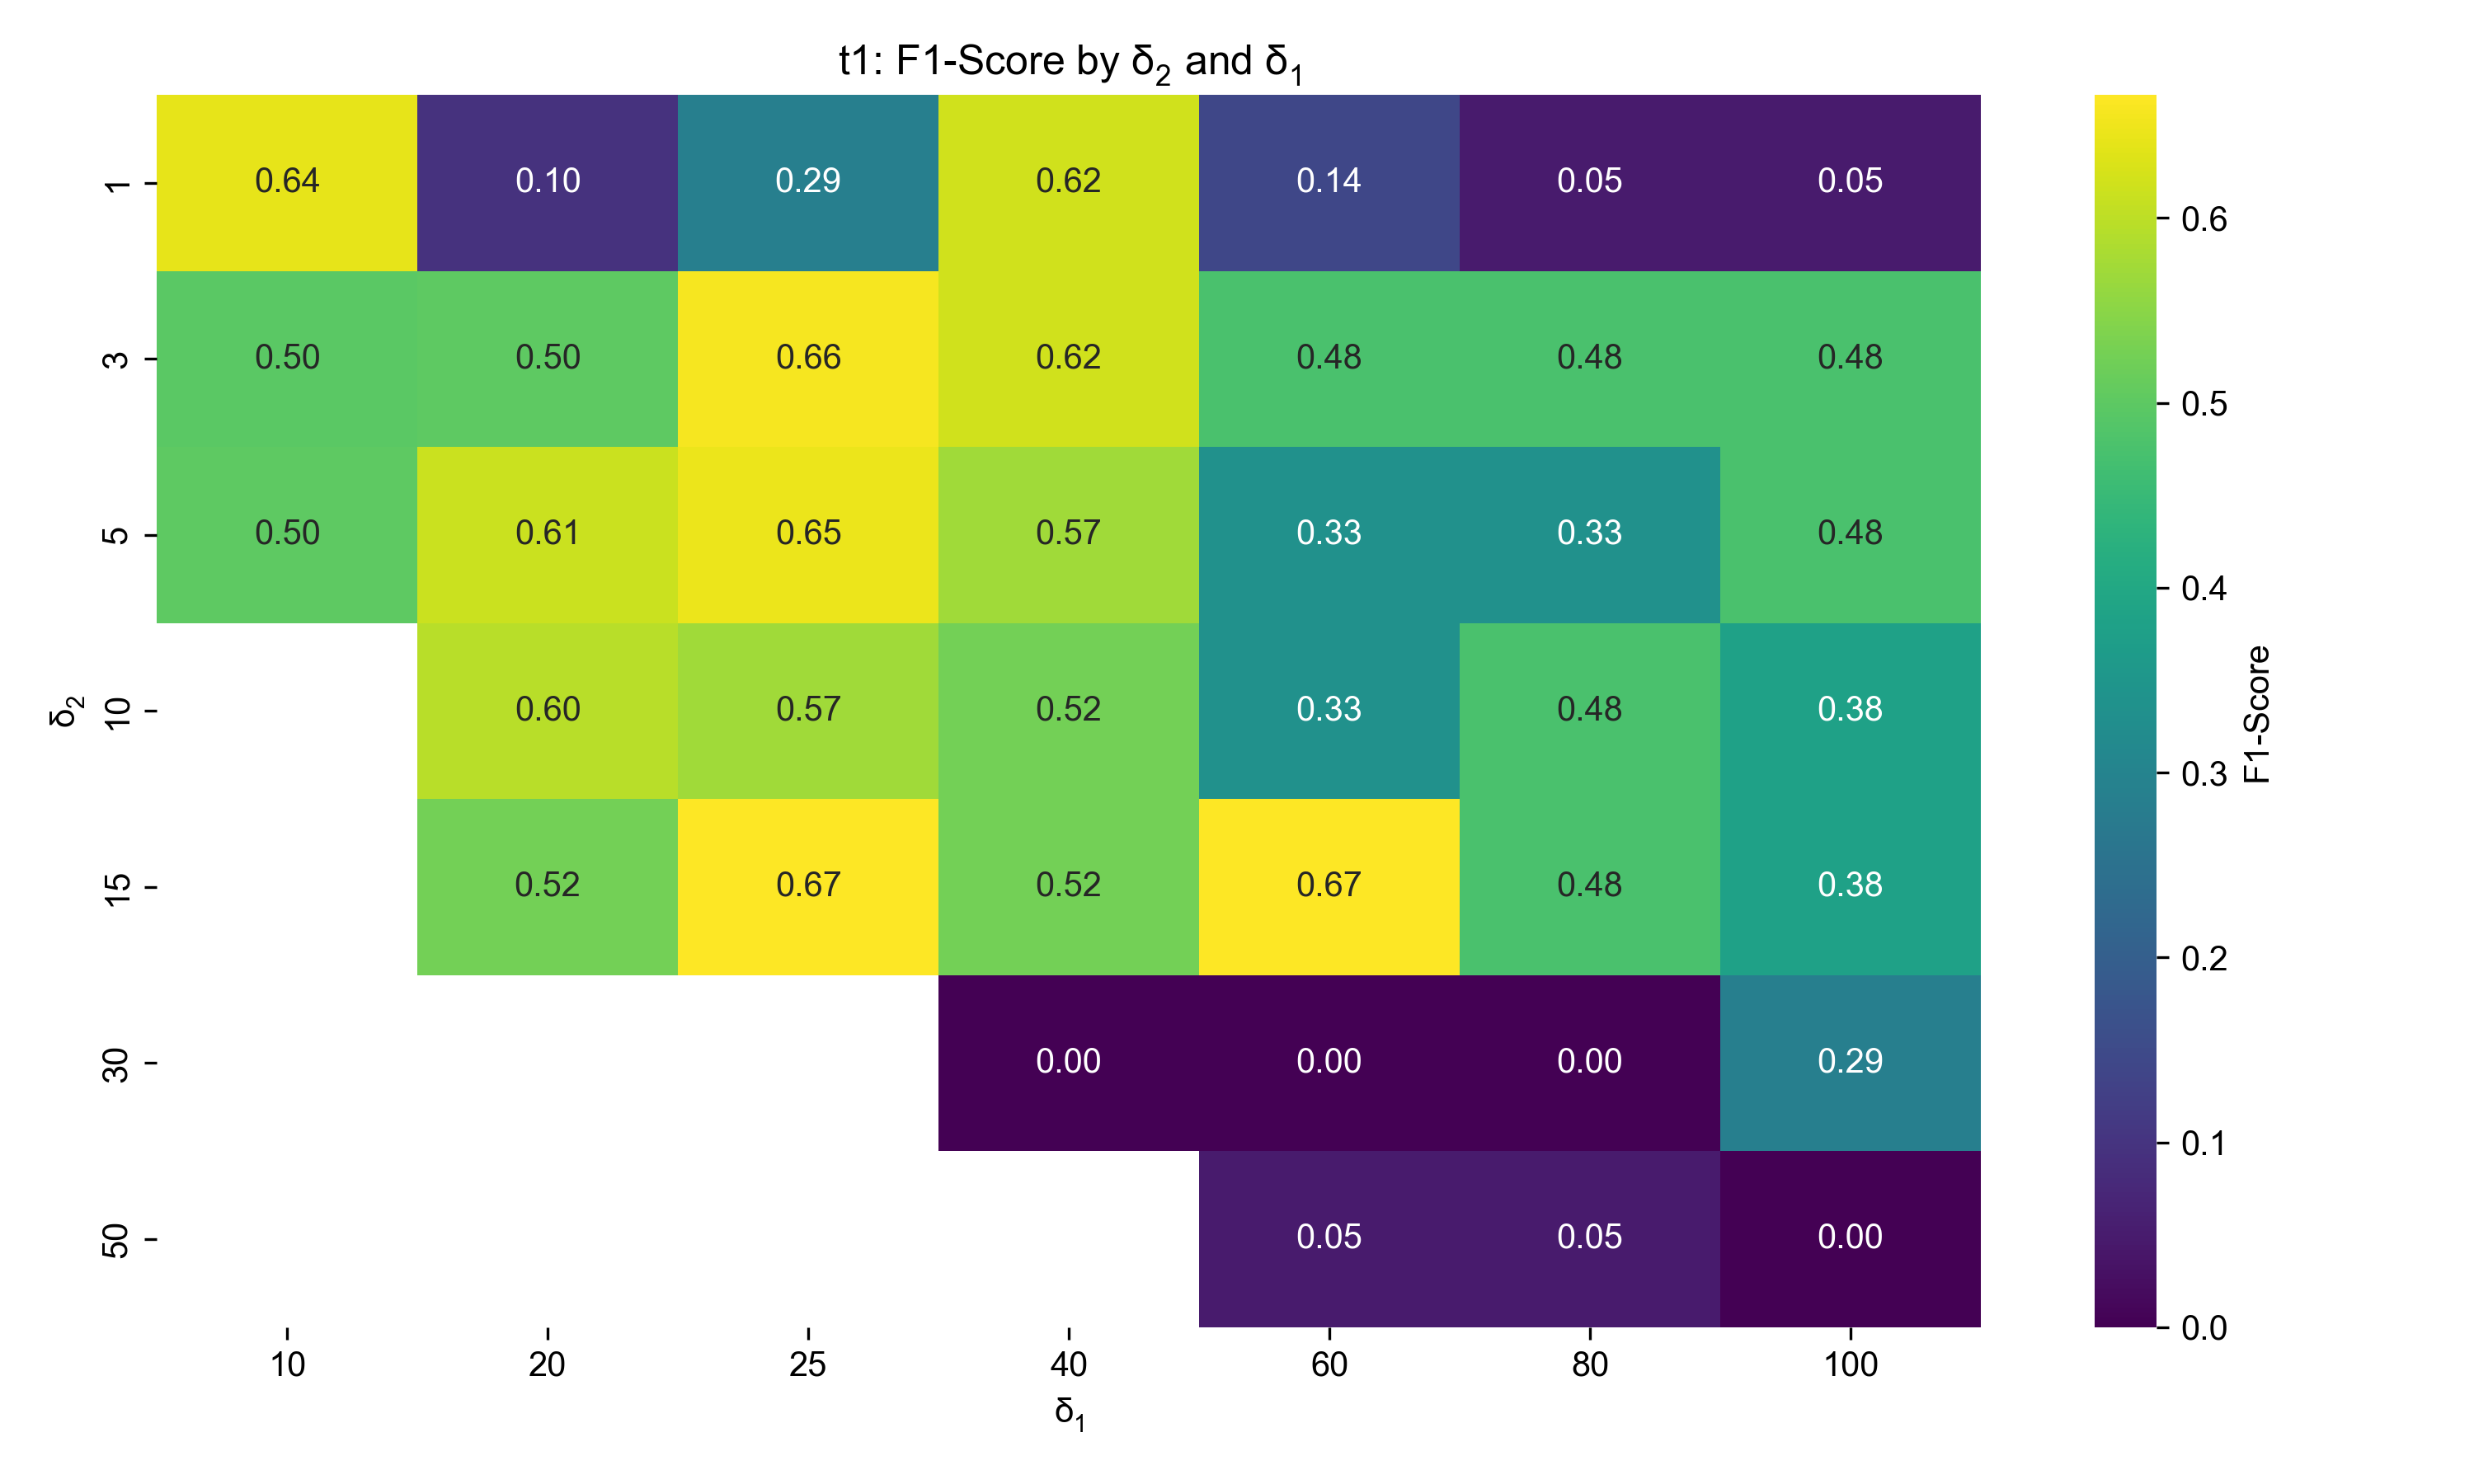 t1: F1-Score by δ₂ and δ₁
1 0.64 0.10 0.29 0.62 0.14 0.05 0.05
3 0.50 0.50 0.66 0.62 0.48 0.48 0.48
5 0.50 0.61 0.65 0.57 0.33 0.33 0.48
10 0.60 0.57 0.52 0.33 0.48 0.38
15 0.52 0.67 0.52 0.67 0.48 0.38
30 0.00 0.00 0.00 0.29
50 0.05 0.05 0.00
δ₂
10 20 25 40 60 80 100
δ₁
0.6
0.5
0.4
0.3
0.2
0.1
0.0
F1-Score